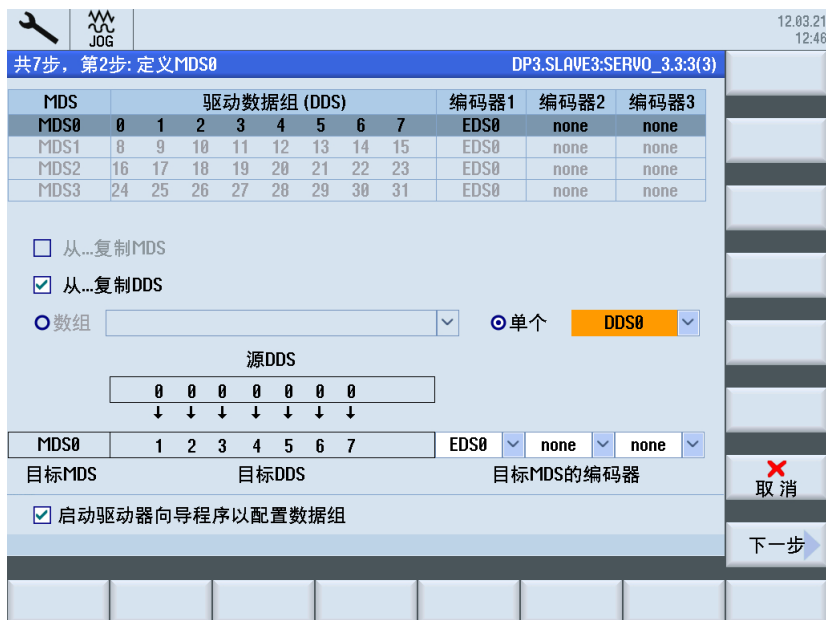 12.03.21
JOG 12:46
共7步，第2步: 定义MDS0 DP3.SLAVE3:SERVO_3.3:3(3)
MDS 驱动数据组 (DDS) 编码器1 编码器2 编码器3
MDS0 0 1 2 3 4 5 6 7 EDS0 none none
MDS1 8 9 10 11 12 13 14 15 EDS0 none none
MDS2 16 17 18 19 20 21 22 23 EDS0 none none
MDS3 24 25 26 27 28 29 30 31 EDS0 none none
从...复制MDS
从...复制DDS
数组 单个 DDS0
源DDS
0 0 0 0 0 0 0
↓ ↓ ↓ ↓ ↓ ↓ ↓
MDS0 1 2 3 4 5 6 7 EDS0 none none
目标MDS 目标DDS 目标MDS的编码器
取 消
启动驱动器向导程序以配置数据组
下一步